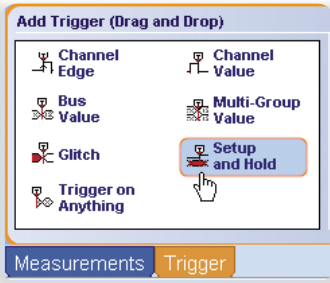 Add Trigger (Drag and Drop)
Channel
Edge
Channel
Value
Bus
Value
Multi-Group
Value
Glitch
Setup
and Hold
Trigger on
Anything
Measurements
Trigger